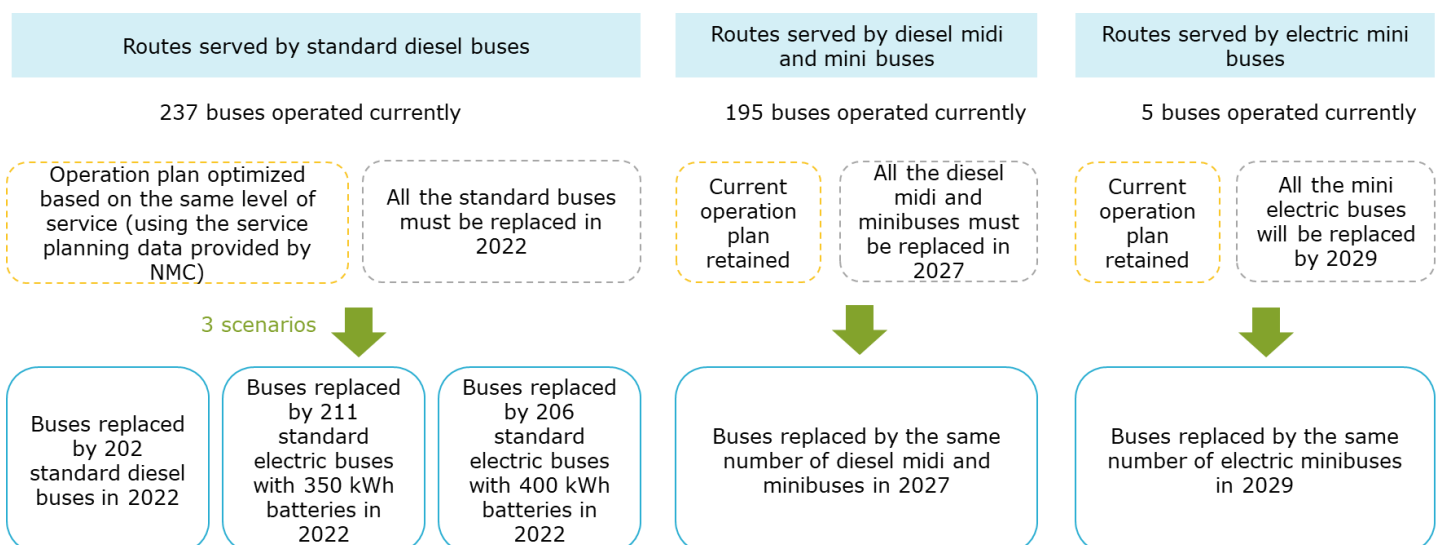 Routes served by standard diesel buses
237 buses operated currently
Operation plan optimized
based on the same level of
service (using the service
planning data provided by
NMC)
All the standard buses
must be replaced in
2022
3 scenarios
Buses replaced
by 202
standard diesel
buses in 2022
Buses replaced
by 211
standard
electric buses
with 350 kWh
batteries in
2022
Buses replaced
by 206
standard
electric buses
with 400 kWh
batteries in
2022
Routes served by diesel midi
and mini buses
195 buses operated currently
Current
operation
plan
retained
All the diesel
midi and
minibuses must
be replaced in
2027
Buses replaced by the same
number of diesel midi and
minibuses in 2027
Routes served by electric mini
buses
5 buses operated currently
Current
operation
plan
retained
All the mini
electric buses
will be replaced
by 2029
Buses replaced by the same
number of electric minibuses
in 2029